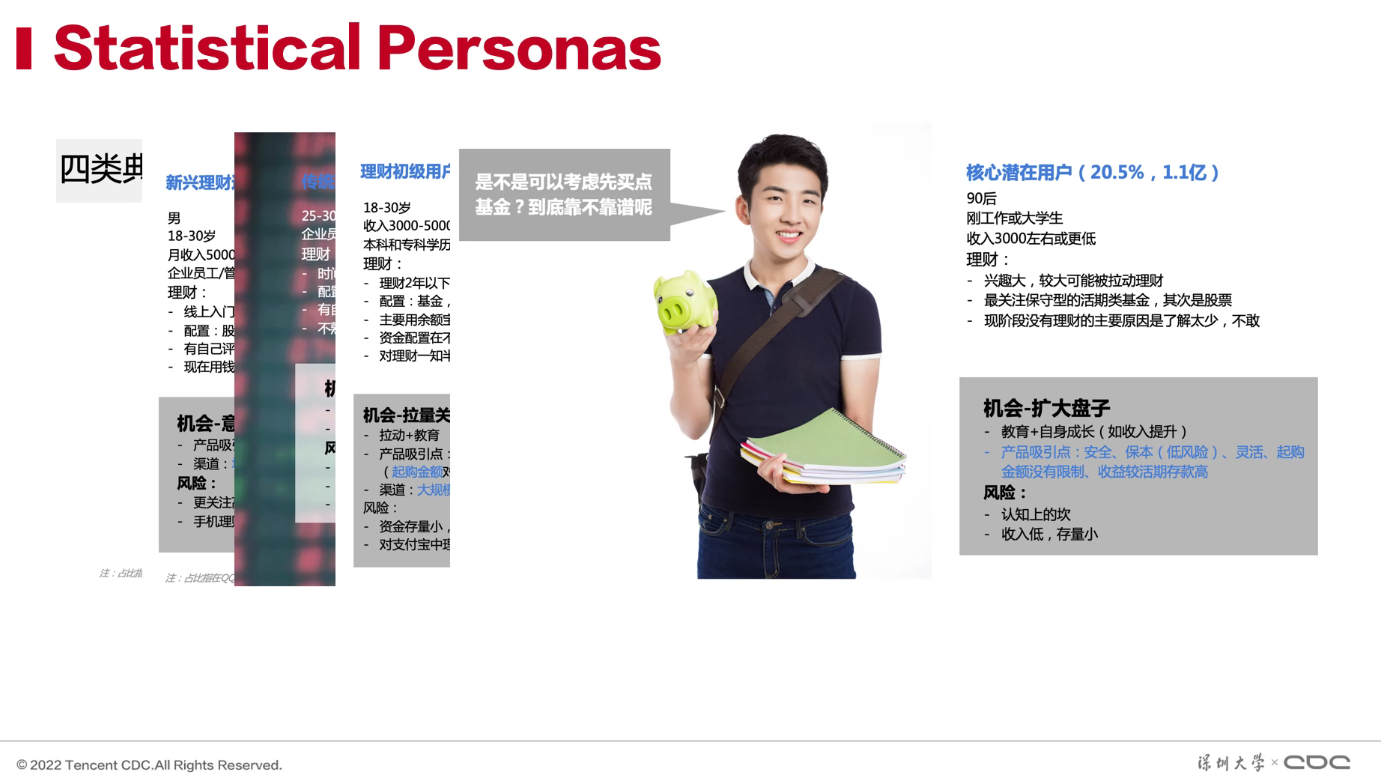 Statistical Personas
四类典
注：占比指
新兴理财
男
18-30岁
月收入5000
企业员工/管
理财：
- 线上入门
- 配置：股
- 有自己评
- 现在用钱
机会-意
- 产品吸
- 渠道：
风险：
- 更关注
- 手机理
注：占比指在QQ
传统
25-30
企业员
理财
- 时间
- 配置
- 有自
- 不
机
-
-
风
-
-
理财初级用户
18-30岁
收入3000-5000
本科和专科学历
理财：
- 理财2年以下
- 配置：基金，
- 主要用余额宝
- 资金配置在不
- 对理财一知半
机会-拉量关
- 拉动+教育
- 产品吸引点：
（起购金额对
- 渠道：大规模
风险：
- 资金存量小，
- 对支付宝中理
是不是可以考虑先买点
基金？到底靠不靠谱呢
核心潜在用户（20.5%，1.1亿）
90后
刚工作或大学生
收入3000左右或更低
理财：
- 兴趣大，较大可能被拉动理财
- 最关注保守型的活期类基金，其次是股票
- 现阶段没有理财的主要原因是了解太少，不敢
机会-扩大盘子
- 教育+自身成长（如收入提升）
- 产品吸引点：安全、保本（低风险）、灵活、起购
金额没有限制、收益较活期存款高
风险：
- 认知上的坎
- 收入低，存量小
© 2022 Tencent CDC.All Rights Reserved.
深圳大学 × CDC